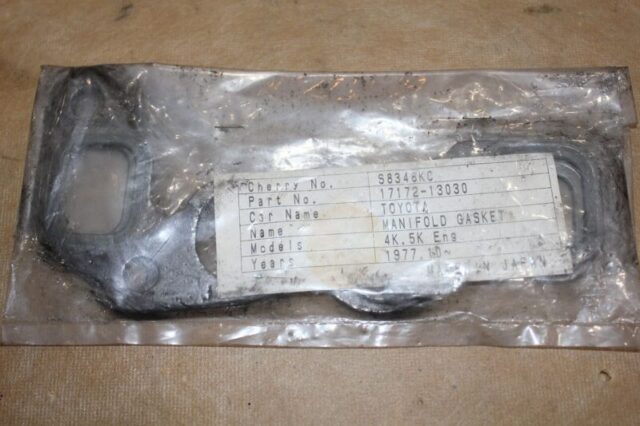 Cherry No. S8346KC
Part No. 17172-13030
Car Name TOYOTA
Name MANIFOLD GASKET
Models 4K.5K Eng
Years 1977. ~
JAPAN